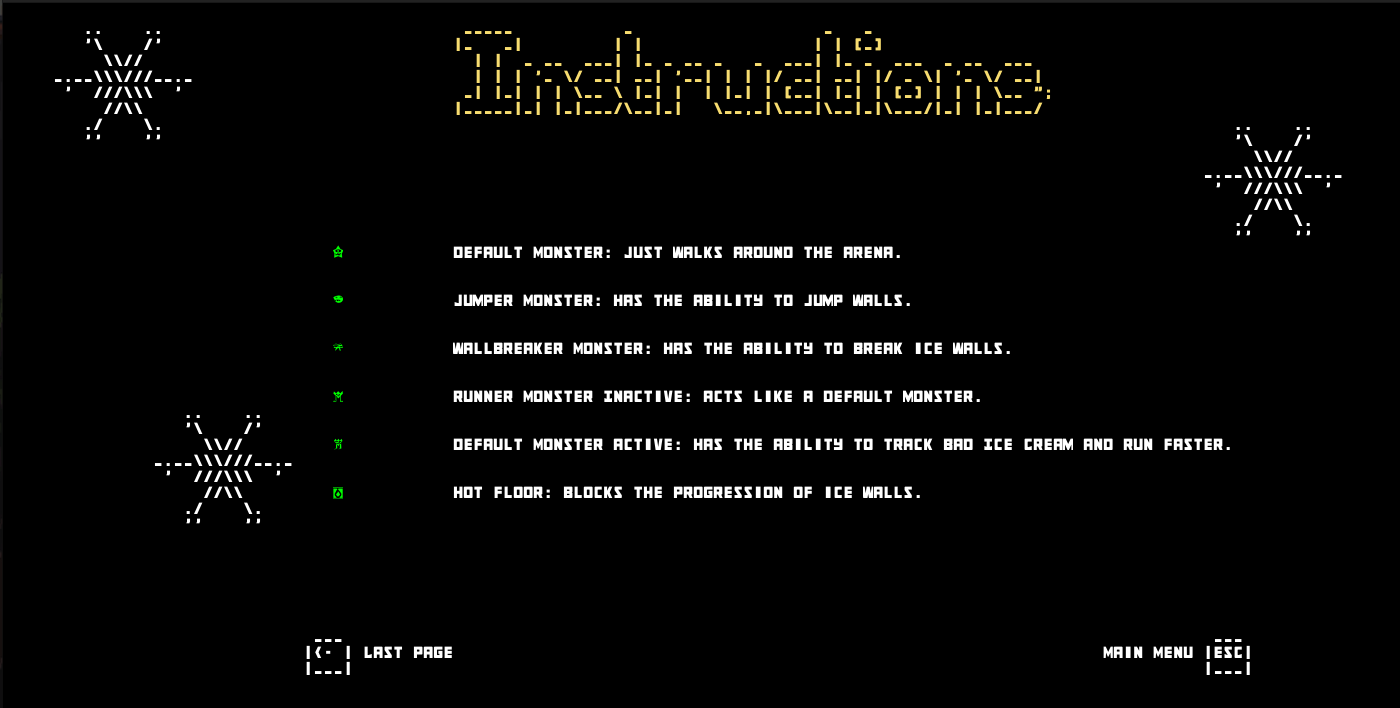 Instructions
DEFAULT MONSTER: JUST WALKS AROUND THE ARENA.
JUMPER MONSTER: HAS THE ABILITY TO JUMP WALLS.
WALLBREAKER MONSTER: HAS THE ABILITY TO BREAK ICE WALLS.
RUNNER MONSTER INACTIVE: ACTS LIKE A DEFAULT MONSTER.
DEFAULT MONSTER ACTIVE: HAS THE ABILITY TO TRACK BAD ICE CREAM AND RUN FASTER.
HOT FLOOR: BLOCKS THE PROGRESSION OF ICE WALLS.
<- LAST PAGE
MAIN MENU ESC